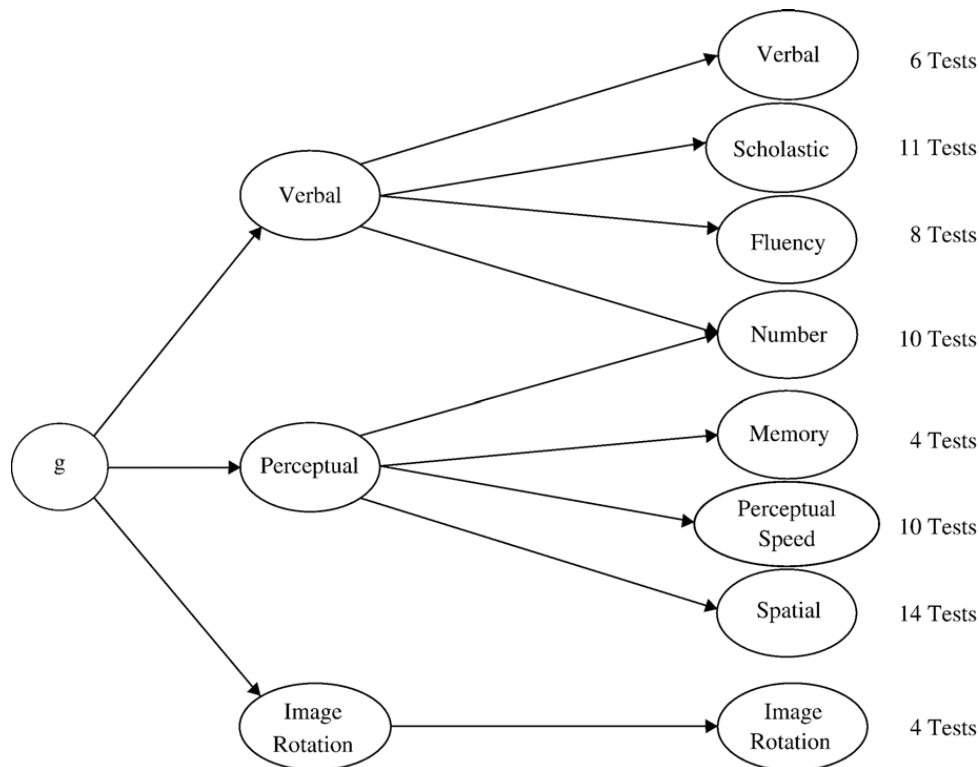 Verbal
6 Tests
Scholastic
11 Tests
Verbal
Fluency
8 Tests
Number
10 Tests
g
Perceptual
Memory
4 Tests
Perceptual
Speed
10 Tests
Spatial
14 Tests
Image
Rotation
Image
Rotation
4 Tests